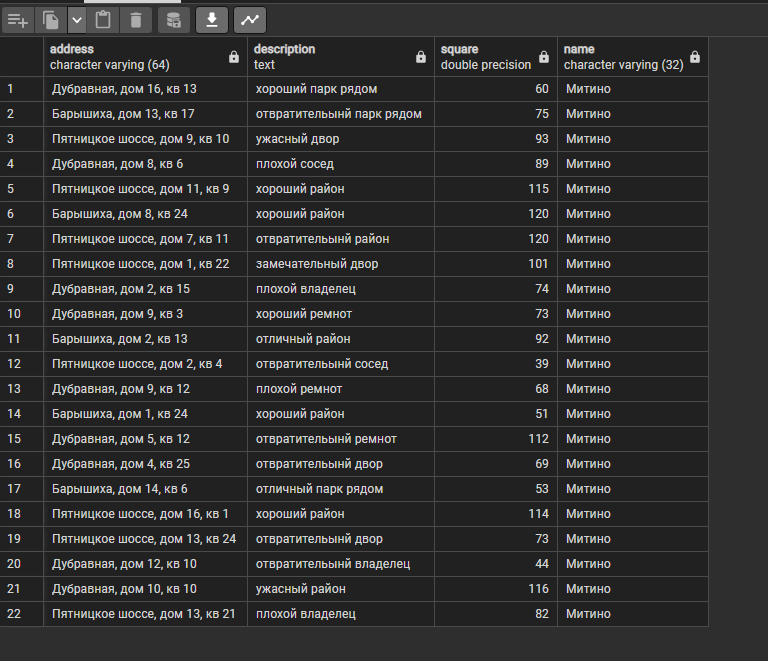 address description square name
character varying (64) text double precision character varying (32)
1 Дубравная, дом 16, кв 13 хороший парк рядом 60 Митино
2 Барышиха, дом 13, кв 17 отвратительынй парк рядом 75 Митино
3 Пятницкое шоссе, дом 9, кв 10 ужасный двор 93 Митино
4 Дубравная, дом 8, кв 6 плохой сосед 89 Митино
5 Пятницкое шоссе, дом 11, кв 9 хороший район 115 Митино
6 Барышиха, дом 8, кв 24 хороший район 120 Митино
7 Пятницкое шоссе, дом 7, кв 11 отвратительынй район 120 Митино
8 Пятницкое шоссе, дом 1, кв 22 замечательный двор 101 Митино
9 Дубравная, дом 2, кв 15 плохой владелец 74 Митино
10 Дубравная, дом 9, кв 3 хороший ремнот 73 Митино
11 Барышиха, дом 2, кв 13 отличный район 92 Митино
12 Пятницкое шоссе, дом 2, кв 4 отвратительынй сосед 39 Митино
13 Дубравная, дом 9, кв 12 плохой ремнот 68 Митино
14 Барышиха, дом 1, кв 24 хороший район 51 Митино
15 Дубравная, дом 5, кв 12 отвратительынй ремнот 112 Митино
16 Дубравная, дом 4, кв 25 отвратительынй двор 69 Митино
17 Барышиха, дом 14, кв 6 отличный парк рядом 53 Митино
18 Пятницкое шоссе, дом 16, кв 1 хороший район 114 Митино
19 Пятницкое шоссе, дом 13, кв 24 отвратительынй двор 73 Митино
20 Дубравная, дом 12, кв 10 отвратительынй владелец 44 Митино
21 Дубравная, дом 10, кв 10 ужасный район 116 Митино
22 Пятницкое шоссе, дом 13, кв 21 плохой владелец 82 Митино